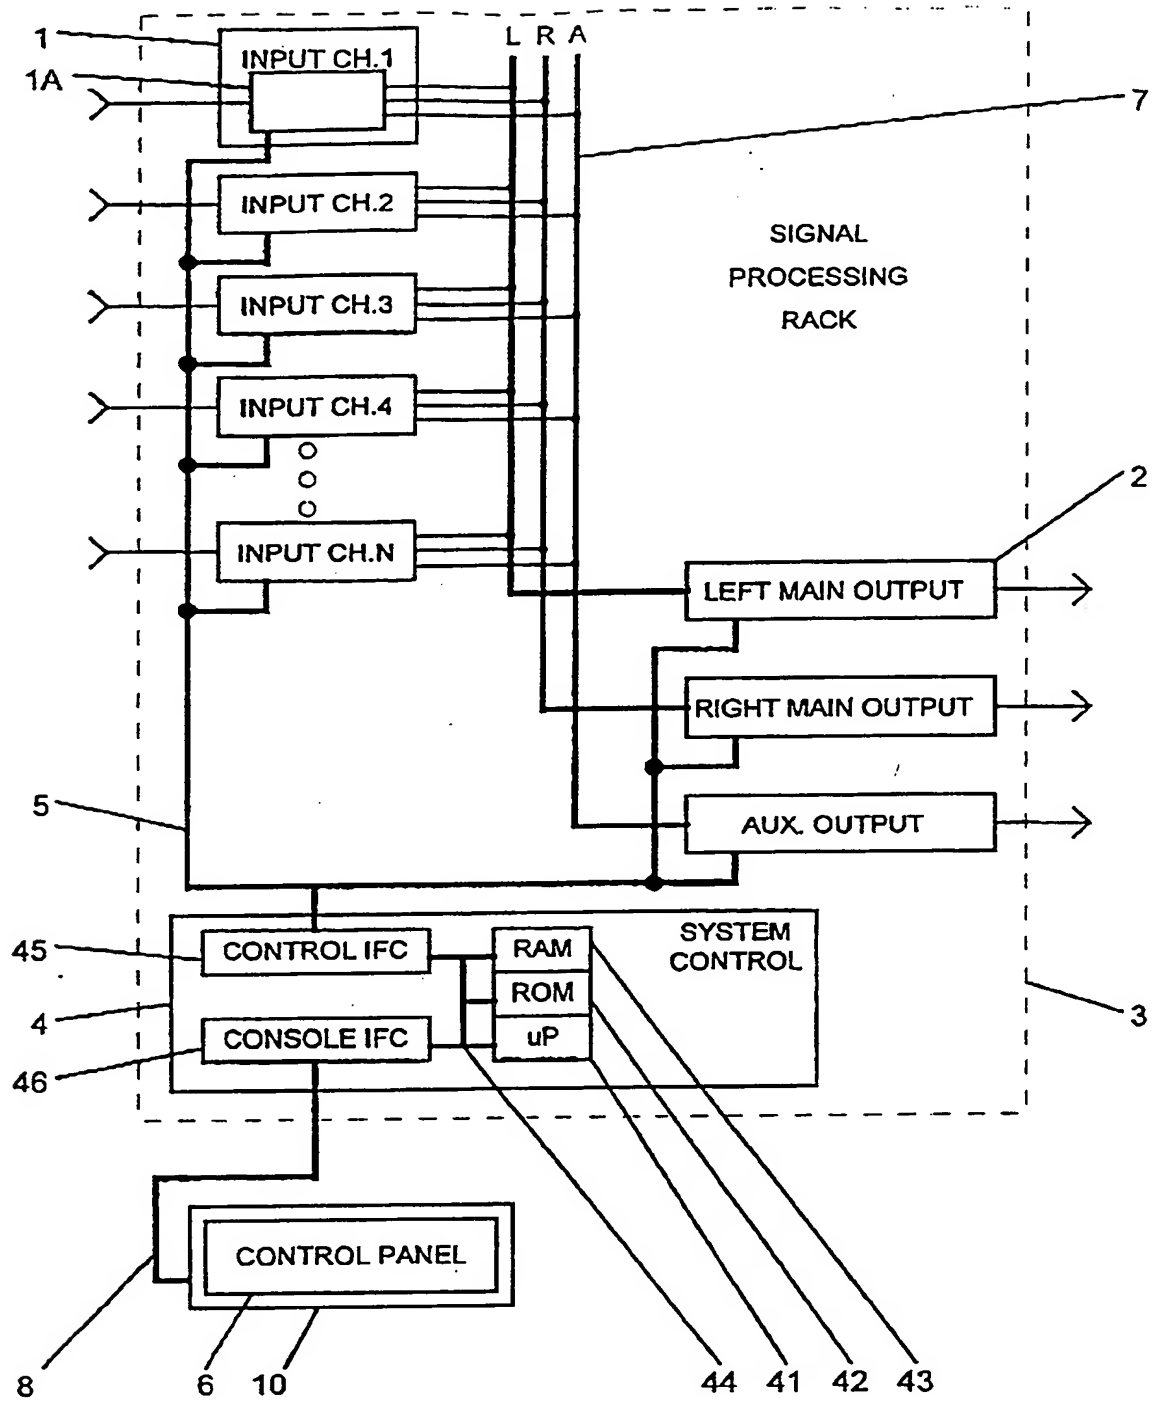 L R A
1
INPUT CH.1
1A
7
INPUT CH.2
SIGNAL
PROCESSING
RACK
INPUT CH.3
INPUT CH.4
2
INPUT CH.N
LEFT MAIN OUTPUT
RIGHT MAIN OUTPUT
5
AUX. OUTPUT
45
CONTROL IFC
RAM
SYSTEM
CONTROL
ROM
4
3
CONSOLE IFC
uP
46
CONTROL PANEL
8
6
10
44
41
42
43